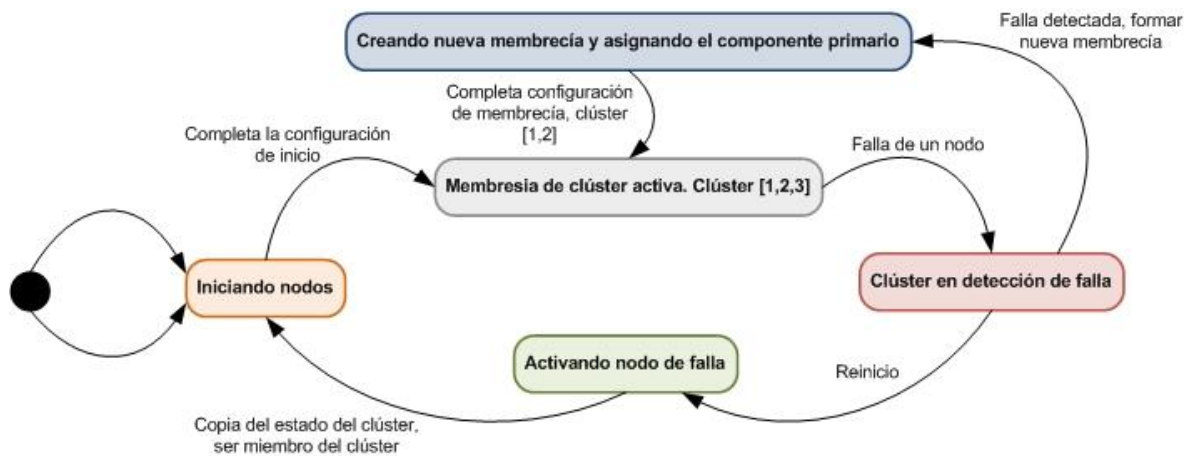 Falla detectada, formar
nueva membrecía
Creando nueva membrecía y asignando el componente primario
Completa configuración
de membrecía, clúster
[1,2]
Completa la configuración
de inicio
Falla de un nodo
Membresia de clúster activa. Clúster [1,2,3]
Iniciando nodos
Clúster en detección de falla
Activando nodo de falla
Reinicio
Copia del estado del clúster,
ser miembro del clúster